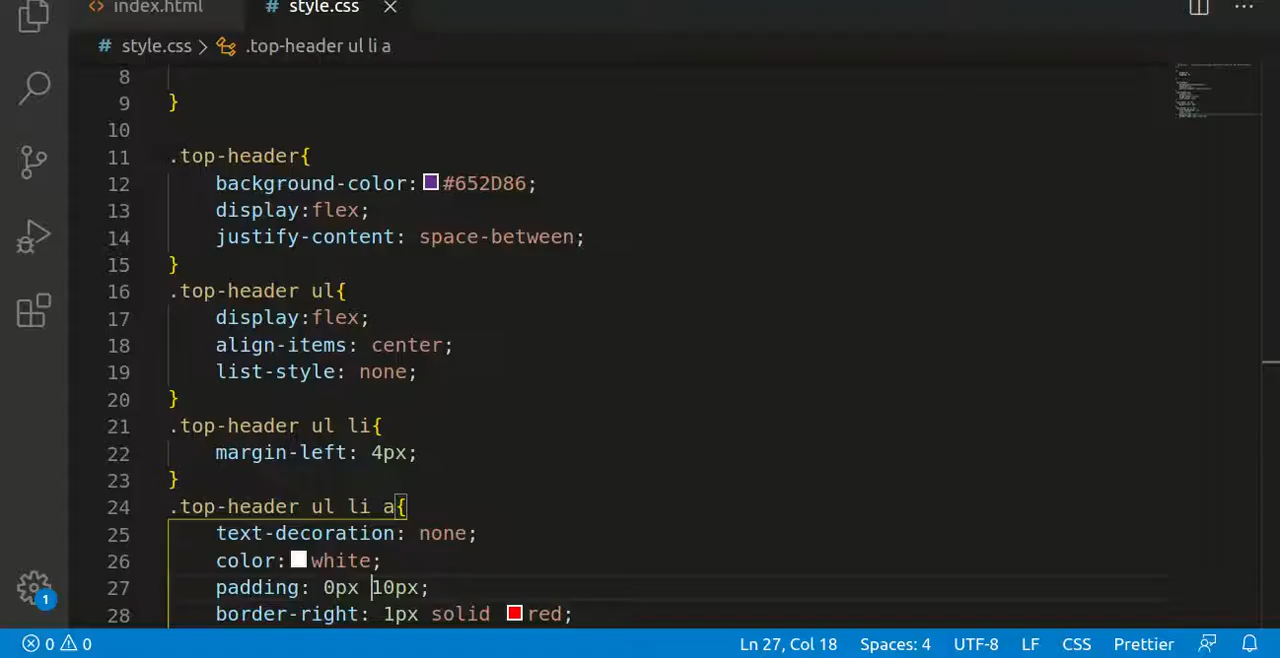 <> index.html # style.css ×
# style.css > .top-header ul li a
8
9 }
10
11 .top-header{
12 background-color: #652D86;
13 display:flex;
14 justify-content: space-between;
15 }
16 .top-header ul{
17 display:flex;
18 align-items: center;
19 list-style: none;
20 }
21 .top-header ul li{
22 margin-left: 4px;
23 }
24 .top-header ul li a{
25 text-decoration: none;
26 color: white;
27 padding: 0px 10px;
28 border-right: 1px solid red;
1
0 0 Ln 27, Col 18 Spaces: 4 UTF-8 LF CSS Prettier